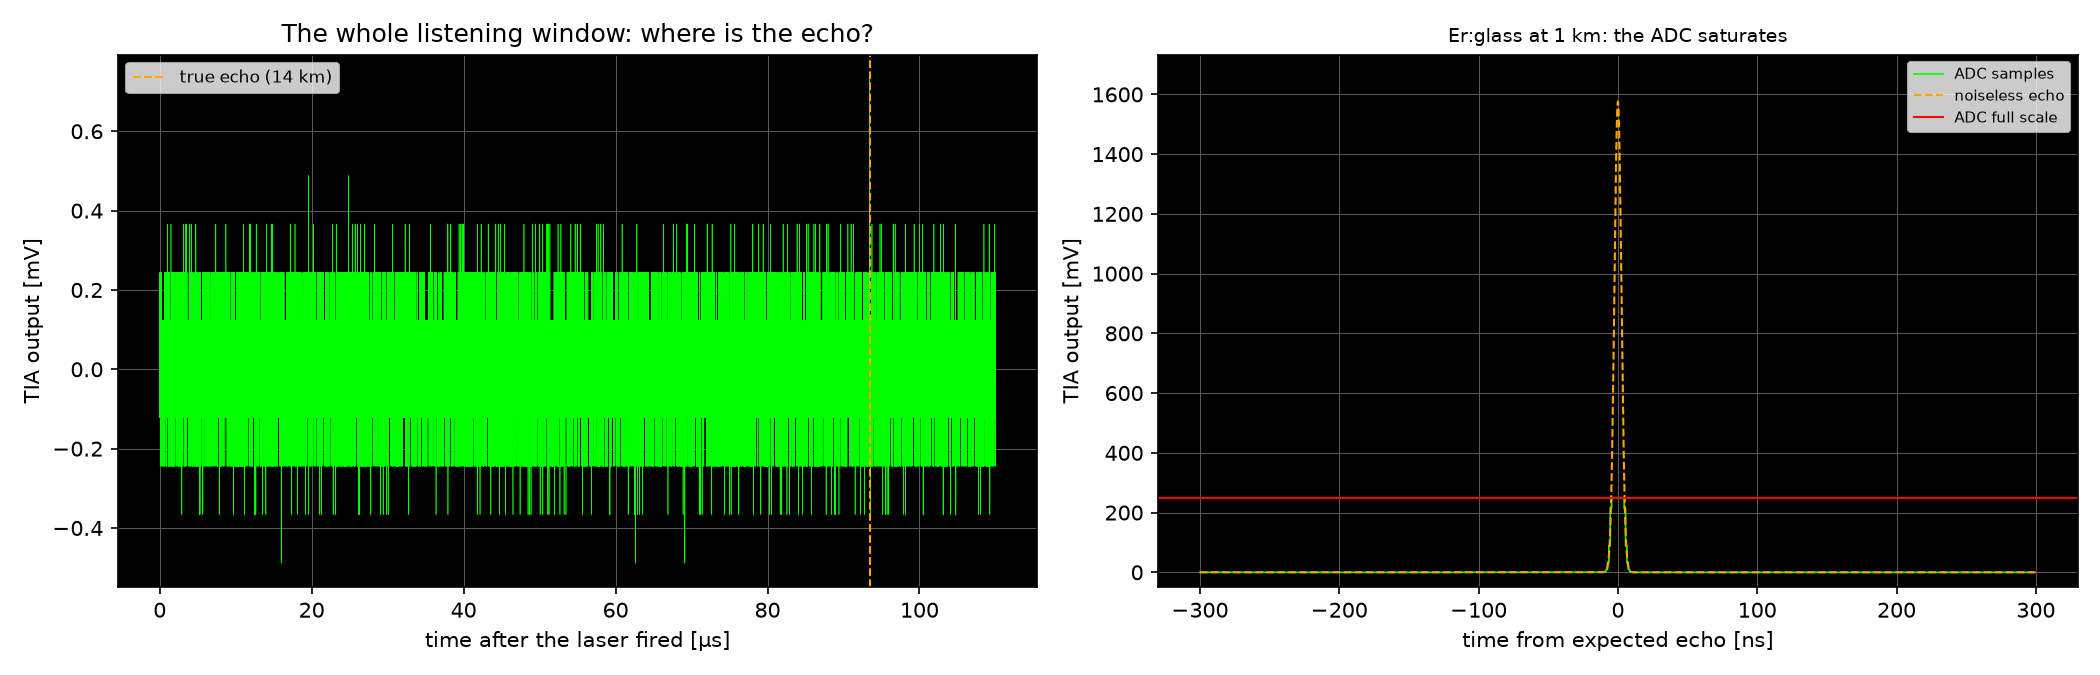 The whole listening window: where is the echo?
true echo (14 km)
TIA output [mV]
0.6
0.4
0.2
0.0
−0.2
−0.4
0 20 40 60 80 100
time after the laser fired [µs]
Er:glass at 1 km: the ADC saturates
ADC samples
noiseless echo
ADC full scale
TIA output [mV]
1600
1400
1200
1000
800
600
400
200
0
−300 −200 −100 0 100 200 300
time from expected echo [ns]